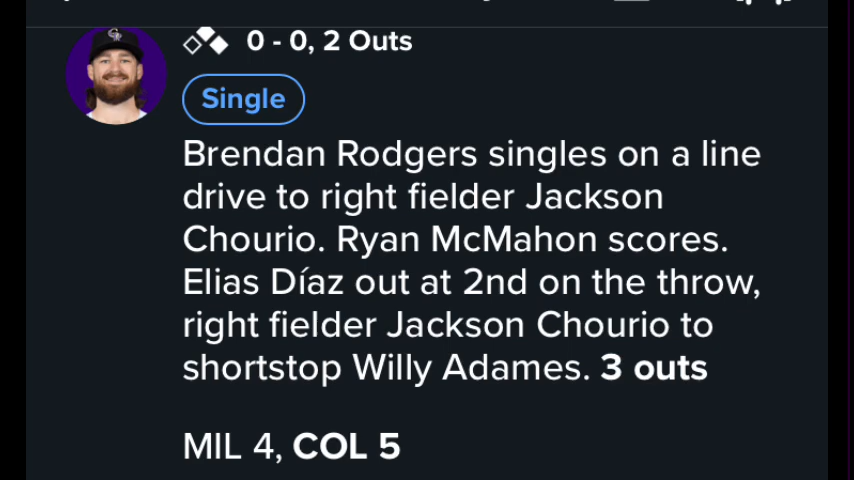 0 - 0, 2 Outs
Single
Brendan Rodgers singles on a line
drive to right fielder Jackson
Chourio. Ryan McMahon scores.
Elias Díaz out at 2nd on the throw,
right fielder Jackson Chourio to
shortstop Willy Adames. 3 outs
MIL 4, COL 5